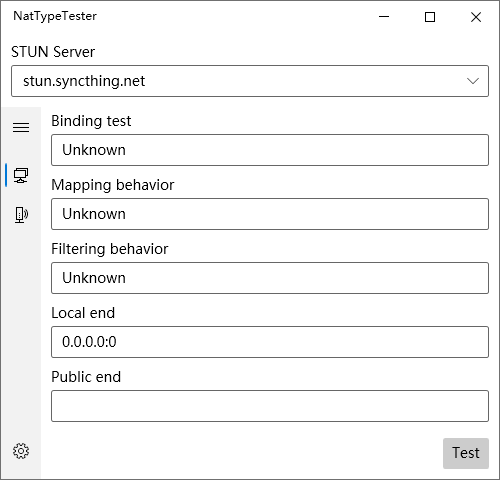 NatTypeTester
STUN Server
stun.syncthing.net
Binding test
Unknown
Mapping behavior
Unknown
Filtering behavior
Unknown
Local end
0.0.0.0:0
Public end
Test